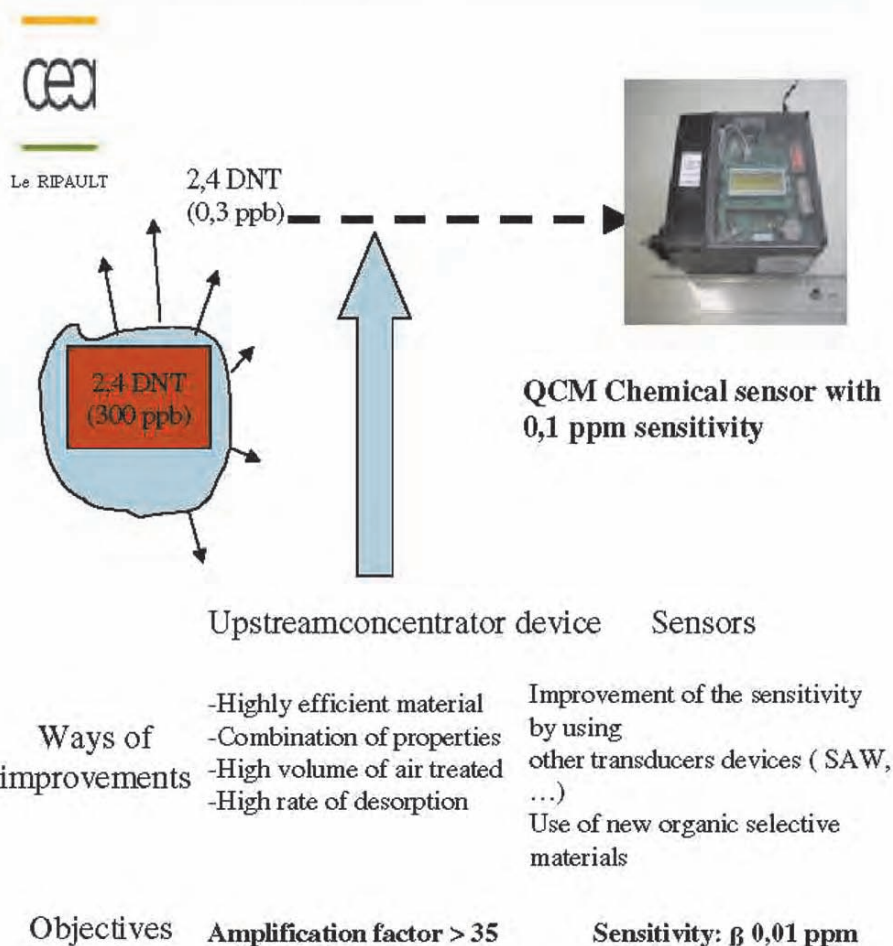 cea
Le RIPAULT
2,4 DNT
(0,3 ppb)
2,4 DNT
(300 ppb)
QCM Chemical sensor with
0,1 ppm sensitivity
Upstreamconcentrator device
Sensors
Ways of
improvements
-Highly efficient material
-Combination of properties
-High volume of air treated
-High rate of desorption
Improvement of the sensitivity
by using
other transducers devices ( SAW,
…)
Use of new organic selective
materials
Objectives
Amplification factor > 35
Sensitivity: β 0,01 ppm